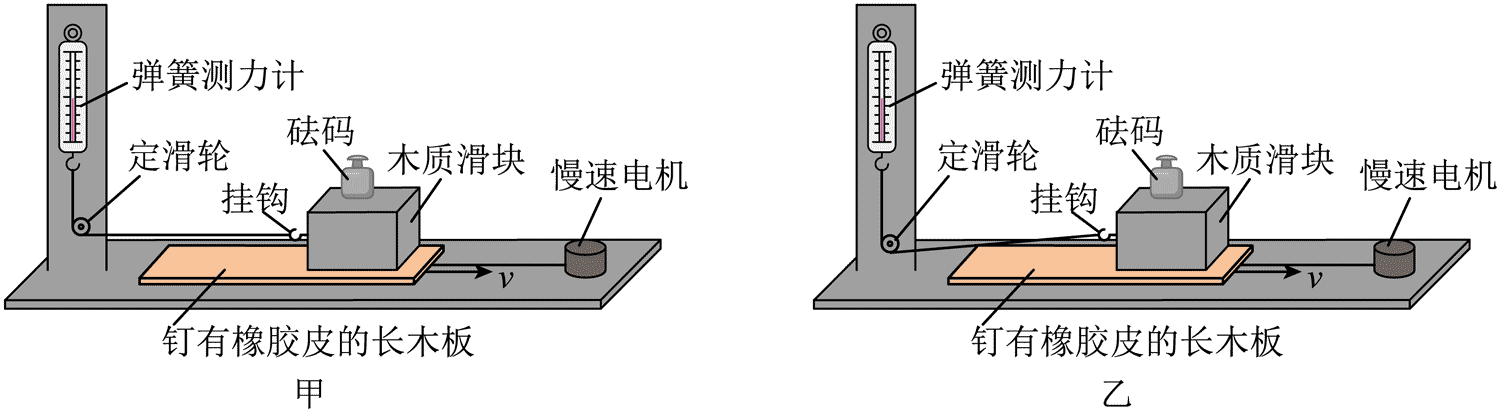 弹簧测力计
砝码
定滑轮
木质滑块
挂钩
慢速电机
v
钉有橡胶皮的长木板
甲
弹簧测力计
砝码
定滑轮
木质滑块
挂钩
慢速电机
v
钉有橡胶皮的长木板
乙